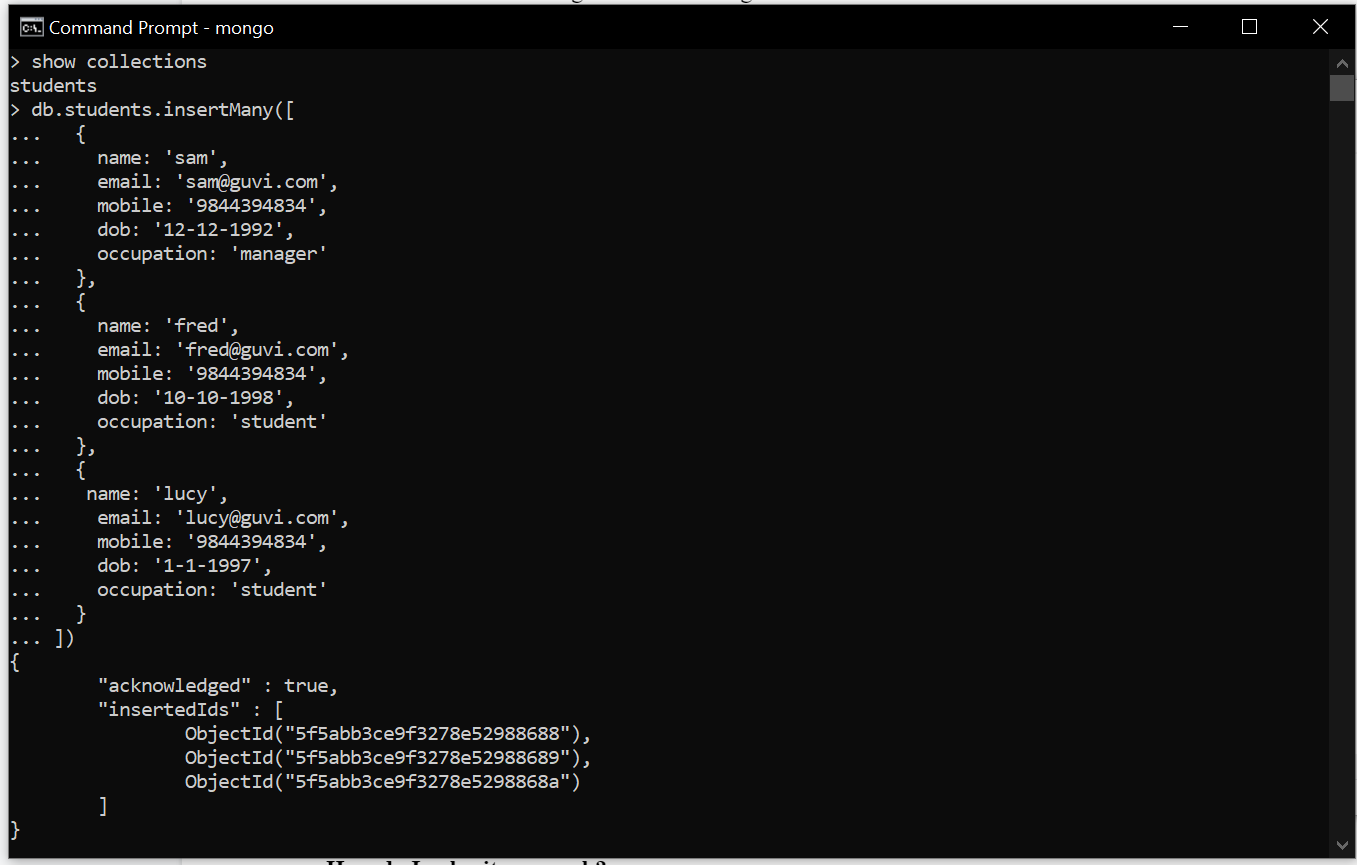 Command Prompt - mongo
> show collections
students
> db.students.insertMany([
...   {
...     name: 'sam',
...     email: 'sam@guvi.com',
...     mobile: '9844394834',
...     dob: '12-12-1992',
...     occupation: 'manager'
...   },
...   {
...     name: 'fred',
...     email: 'fred@guvi.com',
...     mobile: '9844394834',
...     dob: '10-10-1998',
...     occupation: 'student'
...   },
...   {
...    name: 'lucy',
...     email: 'lucy@guvi.com',
...     mobile: '9844394834',
...     dob: '1-1-1997',
...     occupation: 'student'
...   }
... ])
{
        "acknowledged" : true,
        "insertedIds" : [
                ObjectId("5f5abb3ce9f3278e52988688"),
                ObjectId("5f5abb3ce9f3278e52988689"),
                ObjectId("5f5abb3ce9f3278e5298868a")
        ]
}